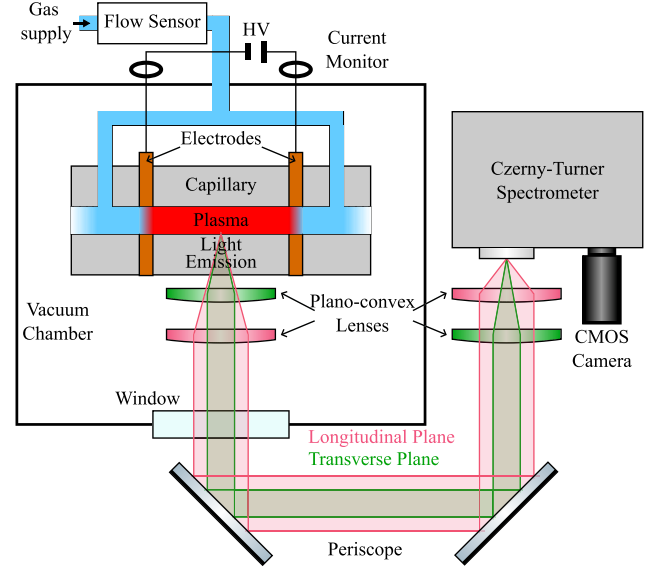 Gas
supply
Flow Sensor
HV
Current
Monitor
Electrodes
Capillary
Plasma
Light
Emission
Czerny-Turner
Spectrometer
Plano-convex
Lenses
CMOS
Camera
Vacuum
Chamber
Window
Longitudinal Plane
Transverse Plane
Periscope